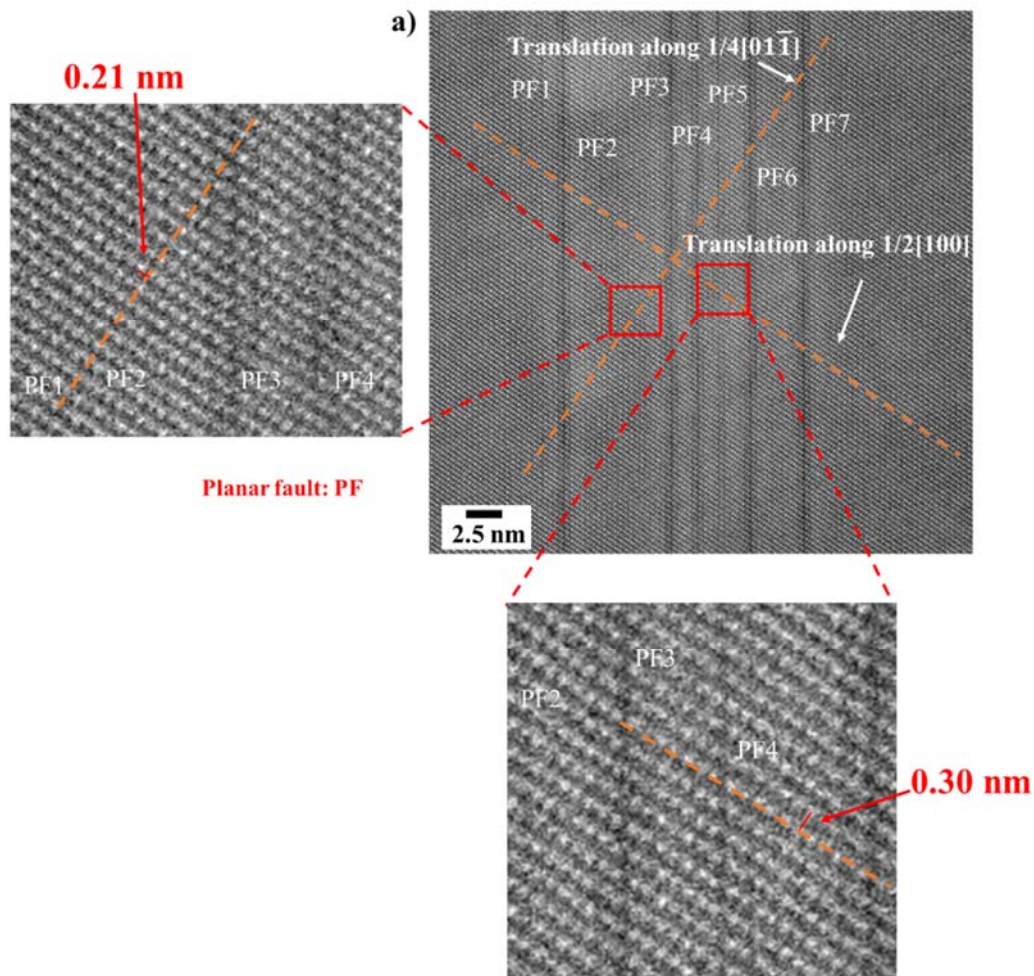 a)
0.21 nm
Translation along 1/4[011̅]
PF1
PF3
PF5
PF7
PF2
PF4
PF6
Translation along 1/2[100]
PF1
PF2
PF3
PF4
Planar fault: PF
2.5 nm
PF3
PF2
PF4
0.30 nm